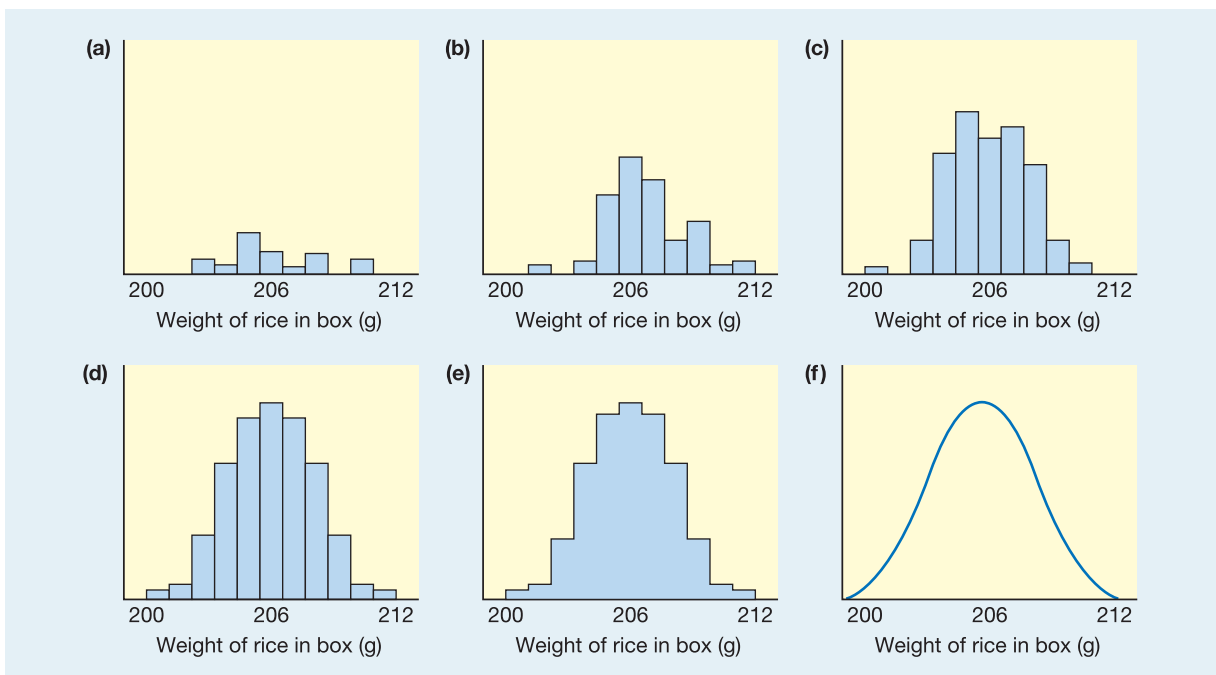 (a)
200 206 212
Weight of rice in box (g)
(b)
200 206 212
Weight of rice in box (g)
(c)
200 206 212
Weight of rice in box (g)
(d)
200 206 212
Weight of rice in box (g)
(e)
200 206 212
Weight of rice in box (g)
(f)
200 206 212
Weight of rice in box (g)